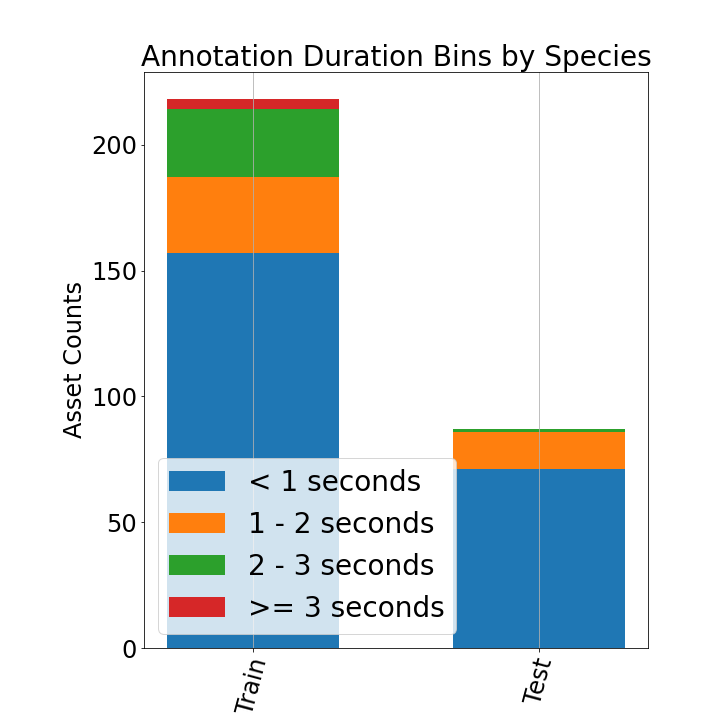 Annotation Duration Bins by Species
Asset Counts
200
150
100
50
0
< 1 seconds
1 - 2 seconds
2 - 3 seconds
>= 3 seconds
Train
Test